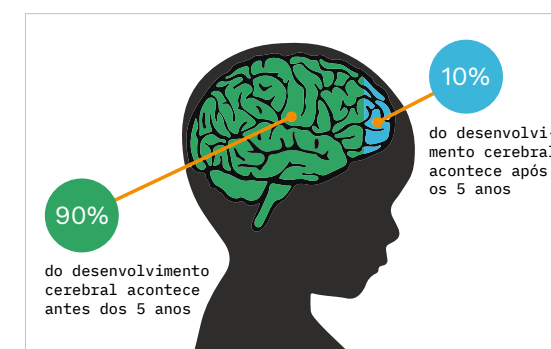 10%
do desenvolvi-
mento cerebral
acontece após
os 5 anos
90%
do desenvolvimento
cerebral acontece
antes dos 5 anos